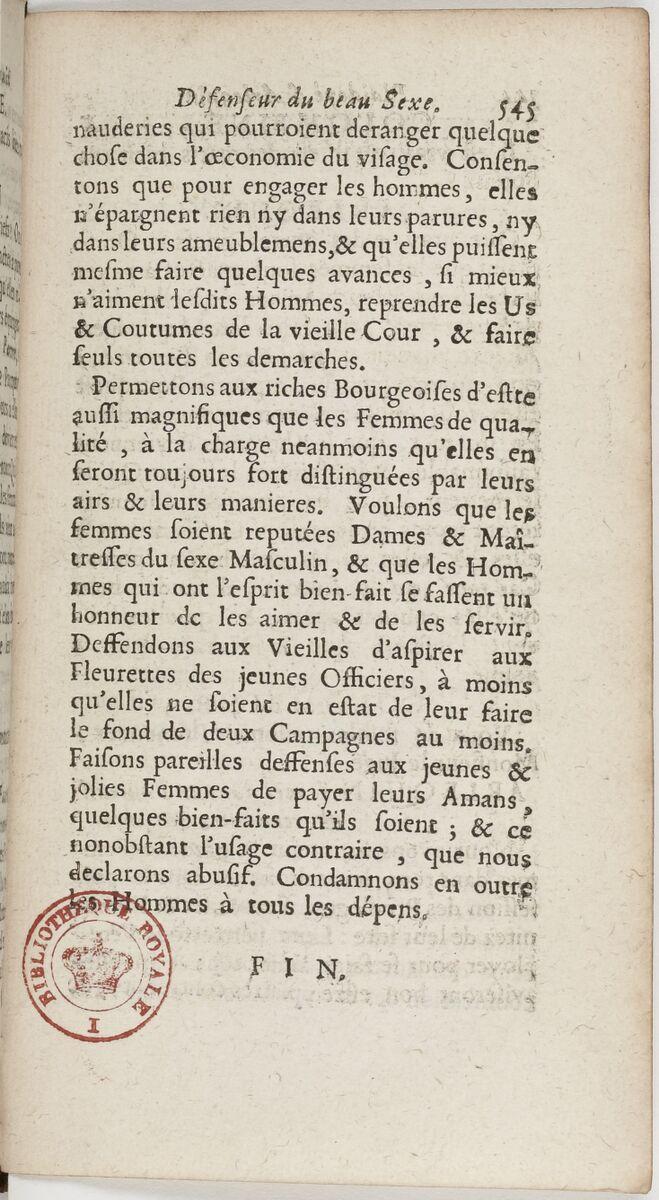 Défenſeur du beau Sexe. 545
nauderies qui pourroient deranger quelque
choſe dans l'œconomie du viſage. Conſen-
tons que pour engager les hommes, elles
n'épargnent rien ny dans leurs parures, ny
dans leurs ameublemens,& qu'elles puiſſent
meſme faire quelques avances, ſi mieux
n'aiment leſdits Hommes, reprendre les Us
& Coutumes de la vieille Cour, & faire
ſeuls toutes les demarches.
Permettons aux riches Bourgeoiſes d'eſtre
auſſi magnifiques que les Femmes de qua-
lité, à la charge neanmoins qu'elles en
ſeront toujours fort diſtinguées par leurs
airs & leurs manieres. Voulons que les
femmes ſoient reputées Dames & Maî-
treſſes du ſexe Maſculin, & que les Hom-
mes qui ont l'eſprit bien fait ſe faſſent un
honneur de les aimer & de les ſervir.
Deffendons aux Vieilles d'aſpirer aux
Fleurettes des jeunes Officiers, à moins
qu'elles ne ſoient en eſtat de leur faire
le fond de deux Campagnes au moins.
Faiſons pareilles deffenſes aux jeunes &
jolies Femmes de payer leurs Amans,
quelques bien-faits qu'ils ſoient; & ce
nonobſtant l'uſage contraire, que nous
declarons abuſif. Condamnons en outre
les Hommes à tous les dépens.
FIN.
BIBLIOTHEQUE ROYALE
I